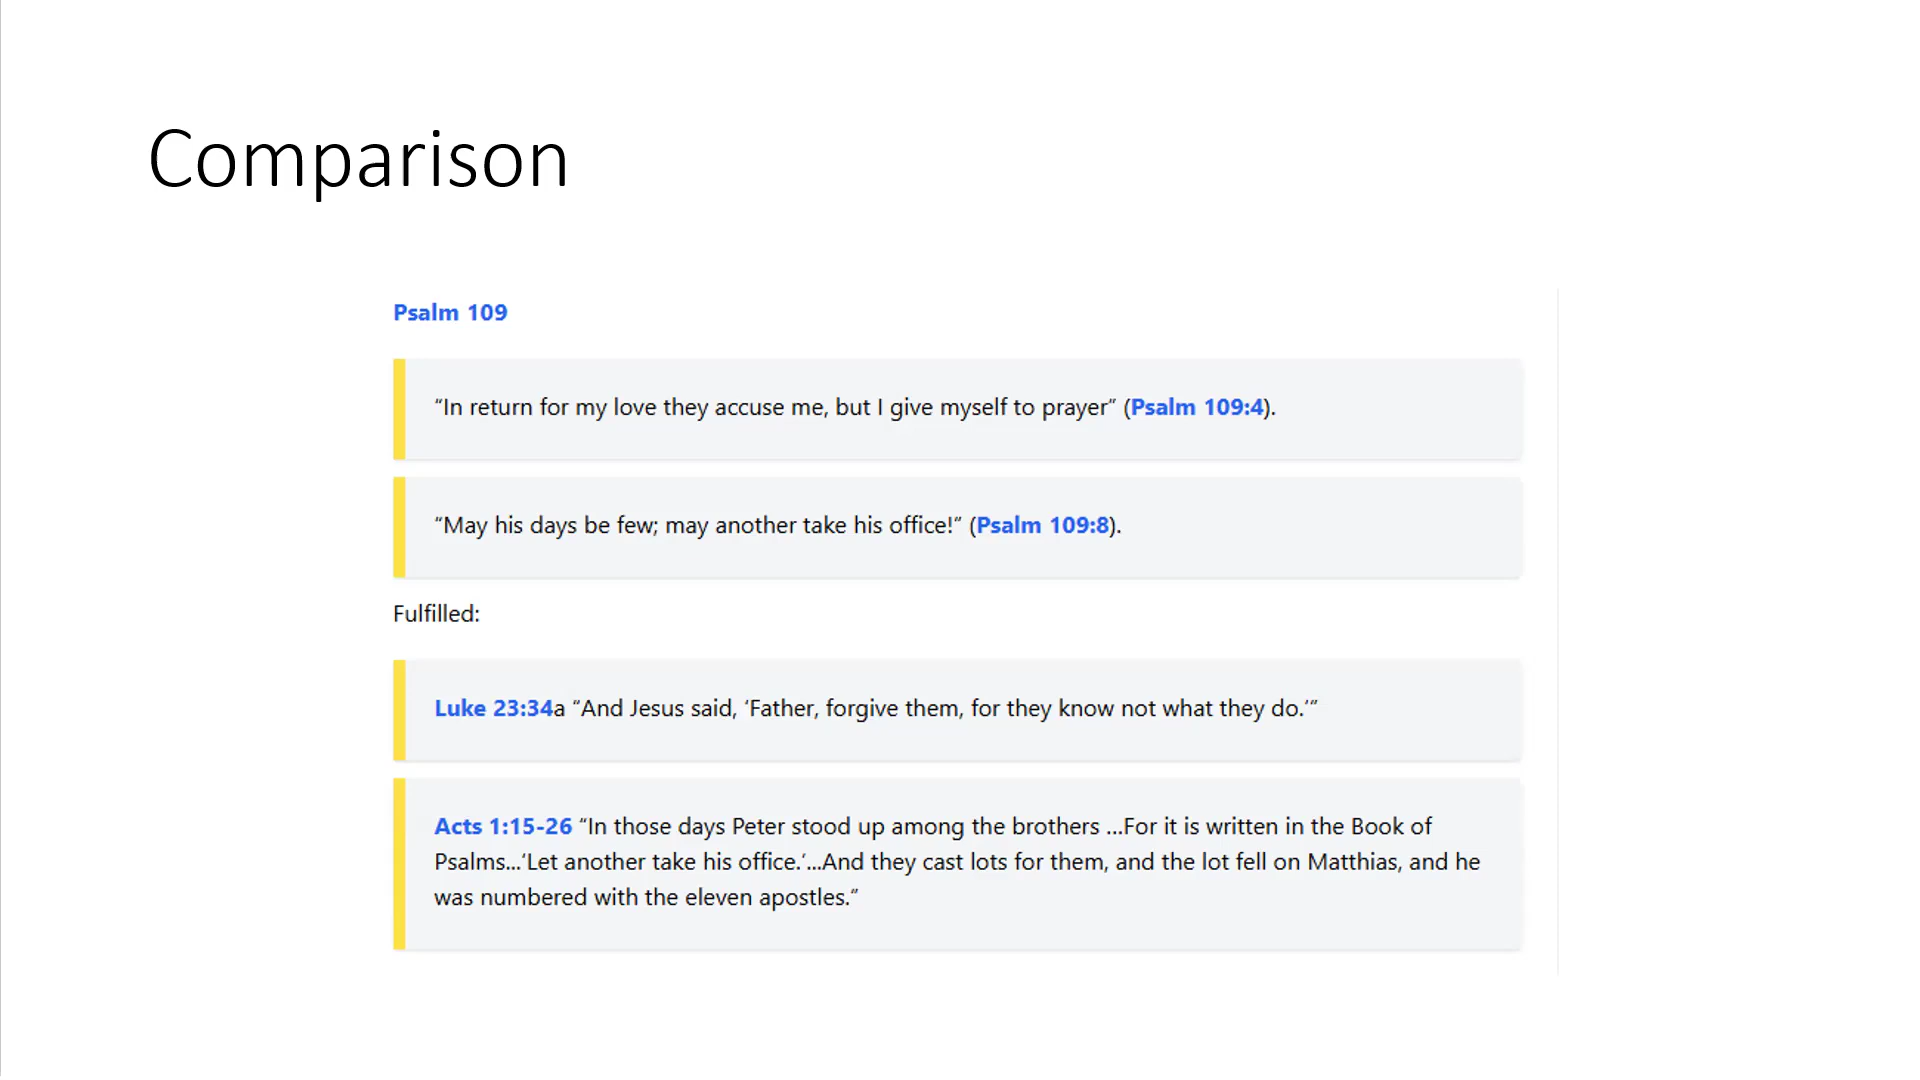 Comparison
Psalm 109
“In return for my love they accuse me, but I give myself to prayer” (Psalm 109:4).
“May his days be few; may another take his office!” (Psalm 109:8).
Fulfilled:
Luke 23:34a “And Jesus said, ‘Father, forgive them, for they know not what they do.’”
Acts 1:15-26 “In those days Peter stood up among the brothers ...For it is written in the Book of
Psalms...‘Let another take his office.’...And they cast lots for them, and the lot fell on Matthias, and he
was numbered with the eleven apostles.”